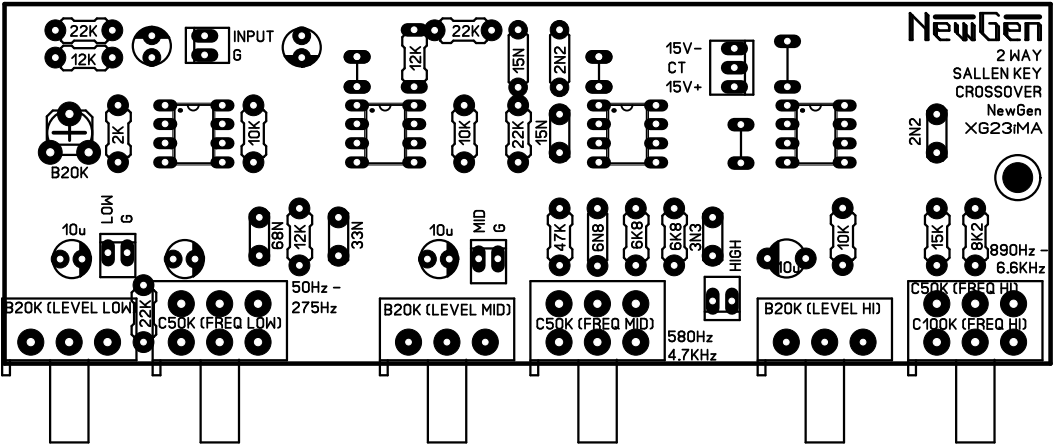 NewGen
2 WAY
SALLEN KEY
CROSSOVER
NewGen
XG23iMA
22K
12K
INPUT
G
12K
22K
15N
2N2
15V-
CT
15V+
B20K
2K
10K
10K
22K
15N
2N2
10u
LOW
G
68N
12K
33N
10u
MID
G
47K
6N8
6K8
6K8
3N3
HIGH
10u
10K
15K
8K2
890Hz -
6.6KHz
22K
50Hz -
275Hz
580Hz
4.7KHz
B20K (LEVEL LOW)
C50K (FREQ LOW)
B20K (LEVEL MID)
C50K (FREQ MID)
B20K (LEVEL HI)
C50K (FREQ HI)
C100K (FREQ HI)